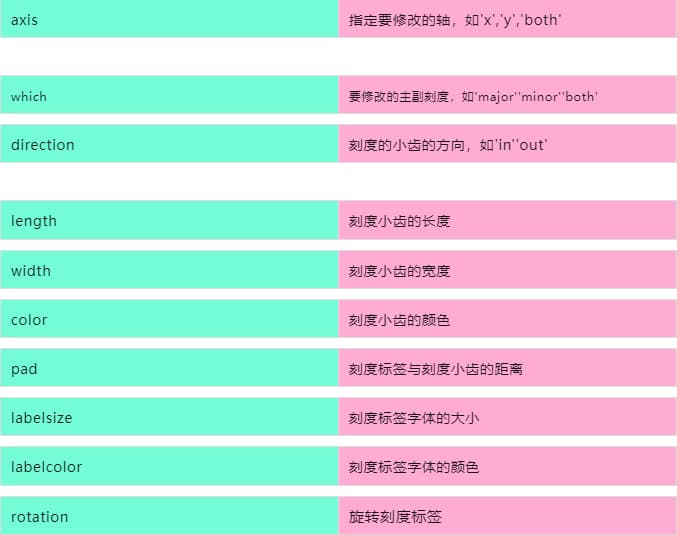 axis 指定要修改的轴，如'x','y','both'
which 要修改的主副刻度，如'major''minor''both'
direction 刻度的小齿的方向，如'in''out'
length 刻度小齿的长度
width 刻度小齿的宽度
color 刻度小齿的颜色
pad 刻度标签与刻度小齿的距离
labelsize 刻度标签字体的大小
labelcolor 刻度标签字体的颜色
rotation 旋转刻度标签